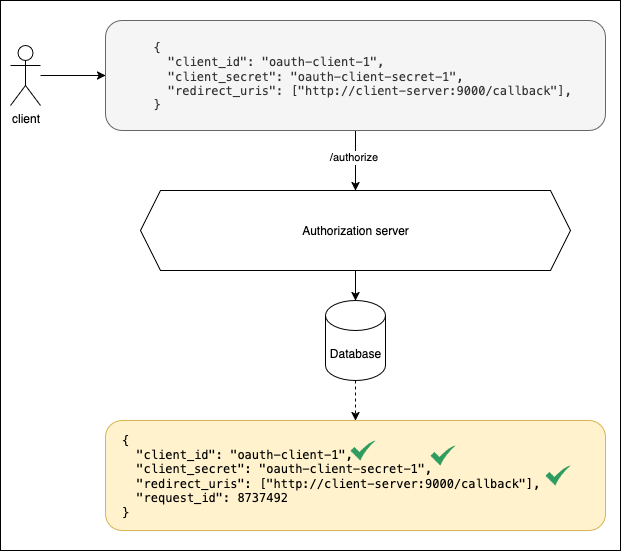 {
"client_id": "oauth-client-1",
"client_secret": "oauth-client-secret-1",
"redirect_uris": ["http://client-server:9000/callback"],
}
client
/authorize
Authorization server
Database
{
"client_id": "oauth-client-1",
"client_secret": "oauth-client-secret-1",
"redirect_uris": ["http://client-server:9000/callback"],
"request_id": 8737492
}